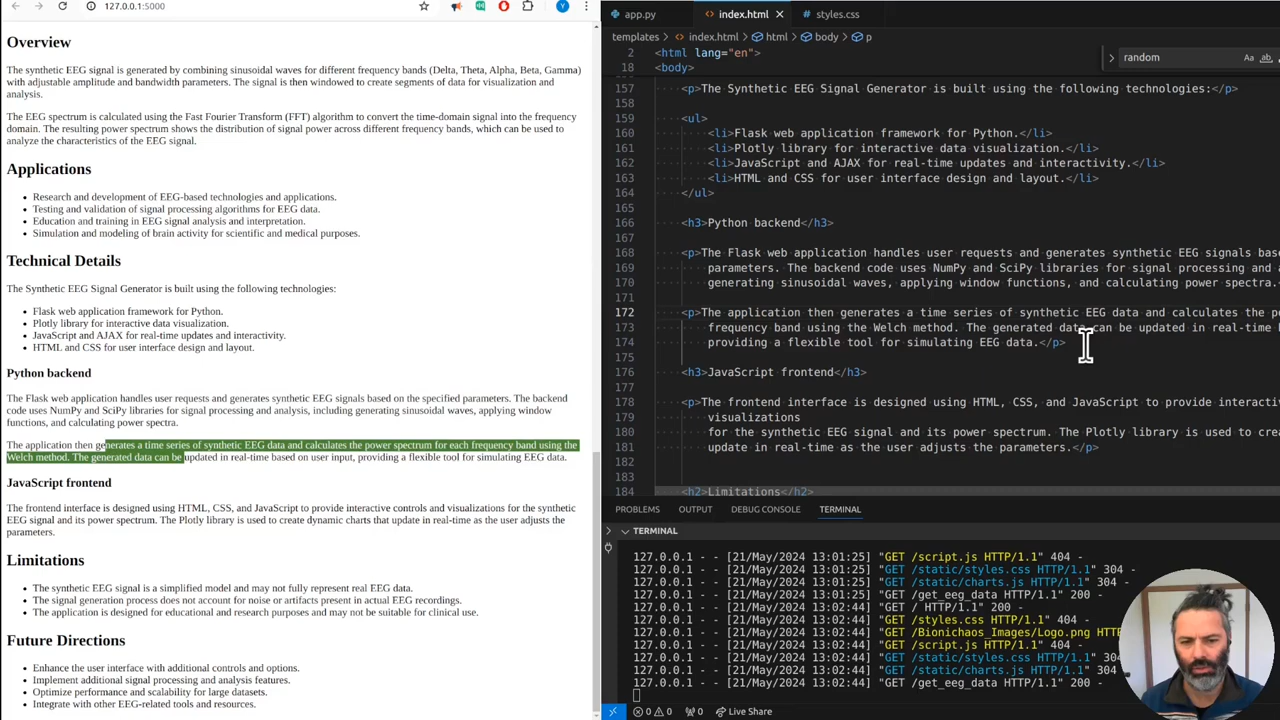 127.0.0.1:5000
Overview
The synthetic EEG signal is generated by combining sinusoidal waves for different frequency bands (Delta, Theta, Alpha, Beta, Gamma)
with adjustable amplitude and bandwidth parameters. The signal is then windowed to create segments of data for visualization and
analysis.
The EEG spectrum is calculated using the Fast Fourier Transform (FFT) algorithm to convert the time-domain signal into the frequency
domain. The resulting power spectrum shows the distribution of signal power across different frequency bands, which can be used to
analyze the characteristics of the EEG signal.
Applications
• Research and development of EEG-based technologies and applications.
• Testing and validation of signal processing algorithms for EEG data.
• Education and training in EEG signal analysis and interpretation.
• Simulation and modeling of brain activity for scientific and medical purposes.
Technical Details
The Synthetic EEG Signal Generator is built using the following technologies:
• Flask web application framework for Python.
• Plotly library for interactive data visualization.
• JavaScript and AJAX for real-time updates and interactivity.
• HTML and CSS for user interface design and layout.
Python backend
The Flask web application handles user requests and generates synthetic EEG signals based on the specified parameters. The backend
code uses NumPy and SciPy libraries for signal processing and analysis, including generating sinusoidal waves, applying window
functions, and calculating power spectra.
The application then generates a time series of synthetic EEG data and calculates the power spectrum for each frequency band using the
Welch method. The generated data can be updated in real-time based on user input, providing a flexible tool for simulating EEG data.
JavaScript frontend
The frontend interface is designed using HTML, CSS, and JavaScript to provide interactive controls and visualizations for the synthetic
EEG signal and its power spectrum. The Plotly library is used to create dynamic charts that update in real-time as the user adjusts the
parameters.
Limitations
• The synthetic EEG signal is a simplified model and may not fully represent real EEG data.
• The signal generation process does not account for noise or artifacts present in actual EEG recordings.
• The application is designed for educational and research purposes and may not be suitable for clinical use.
Future Directions
• Enhance the user interface with additional controls and options.
• Implement additional signal processing and analysis features.
• Optimize performance and scalability for large datasets.
• Integrate with other EEG-related tools and resources.
app.py index.html styles.css
templates > index.html > html > body > p
random Aa ab
2 <html lang="en">
18 <body>
157 <p>The Synthetic EEG Signal Generator is built using the following technologies:</p>
158
159 <ul>
160 <li>Flask web application framework for Python.</li>
161 <li>Plotly library for interactive data visualization.</li>
162 <li>JavaScript and AJAX for real-time updates and interactivity.</li>
163 <li>HTML and CSS for user interface design and layout.</li>
164 </ul>
165
166 <h3>Python backend</h3>
167
168 <p>The Flask web application handles user requests and generates synthetic EEG signals base
169 parameters. The backend code uses NumPy and SciPy libraries for signal processing and a
170 generating sinusoidal waves, applying window functions, and calculating power spectra.<
171
172 <p>The application then generates a time series of synthetic EEG data and calculates the po
173 frequency band using the Welch method. The generated data can be updated in real-time b
174 providing a flexible tool for simulating EEG data.</p>
175
176 <h3>JavaScript frontend</h3>
177
178 <p>The frontend interface is designed using HTML, CSS, and JavaScript to provide interactiv
179 visualizations
180 for the synthetic EEG signal and its power spectrum. The Plotly library is used to crea
181 update in real-time as the user adjusts the parameters.</p>
182
183
184 <h2>Limitations</h2>
PROBLEMS OUTPUT DEBUG CONSOLE TERMINAL
TERMINAL
127.0.0.1 - - [21/May/2024 13:01:25] "GET /script.js HTTP/1.1" 404 -
127.0.0.1 - - [21/May/2024 13:01:25] "GET /static/styles.css HTTP/1.1" 304 -
127.0.0.1 - - [21/May/2024 13:01:25] "GET /static/charts.js HTTP/1.1" 304 -
127.0.0.1 - - [21/May/2024 13:01:25] "GET /get_eeg_data HTTP/1.1" 200 -
127.0.0.1 - - [21/May/2024 13:02:44] "GET / HTTP/1.1" 200 -
127.0.0.1 - - [21/May/2024 13:02:44] "GET /styles.css HTTP/1.1" 404 -
127.0.0.1 - - [21/May/2024 13:02:44] "GET /Bionichaos_Images/Logo.png HTTP
127.0.0.1 - - [21/May/2024 13:02:44] "GET /script.js HTTP/1.1" 404 -
127.0.0.1 - - [21/May/2024 13:02:44] "GET /static/styles.css HTTP/1.1" 304
127.0.0.1 - - [21/May/2024 13:02:44] "GET /static/charts.js HTTP/1.1" 304 -
127.0.0.1 - - [21/May/2024 13:02:44] "GET /get_eeg_data HTTP/1.1" 200 -
0 0 0 Live Share